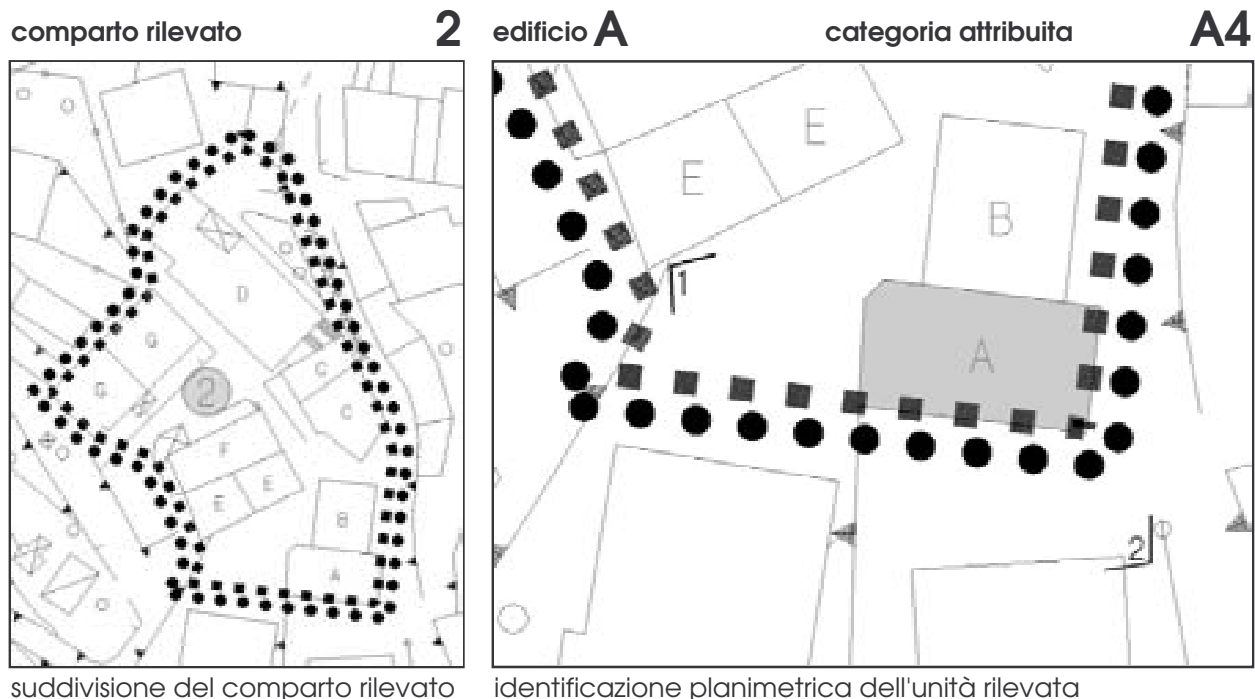 comparto rilevato 2
edificio A categoria attribuita A4
D
G
G
2
C
C
F
E
E
B
A
E
E
B
A
1
2
suddivisione del comparto rilevato
identificazione planimetrica dell'unità rilevata